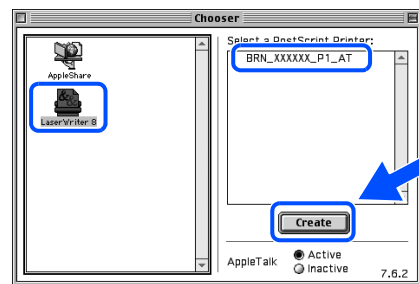 Chooser
Select a PostScript Printer:
BRN_XXXXXX_P1_AT
AppleShare
LaserWriter 8
Create
AppleTalk
Active
Inactive
7.6.2